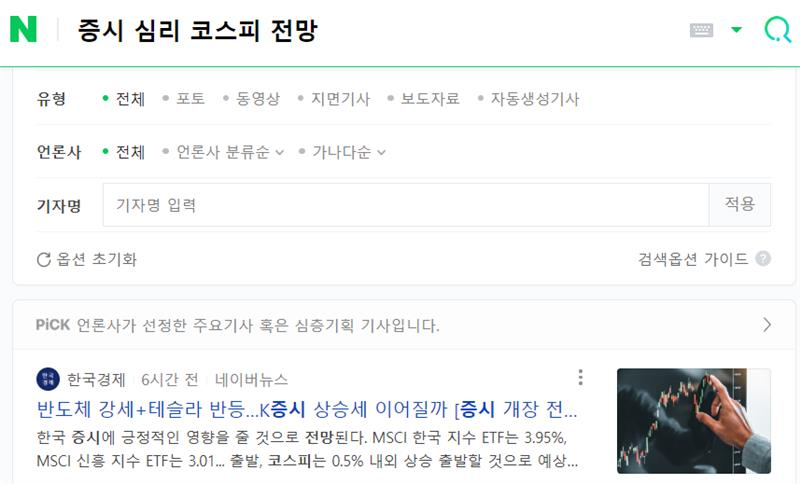 N 증시 심리 코스피 전망
유형 전체 포토 동영상 지면기사 보도자료 자동생성기사
언론사 전체 언론사 분류순 가나다순
기자명 기자명 입력 적용
옵션 초기화 검색옵션 가이드 ?
PiCK 언론사가 선정한 주요기사 혹은 심층기획 기사입니다.
한국경제 한국경제 6시간 전 네이버뉴스
반도체 강세+테슬라 반등...K증시 상승세 이어질까 [증시 개장 전...
한국 증시에 긍정적인 영향을 줄 것으로 전망된다. MSCI 한국 지수 ETF는 3.95%,
MSCI 신흥 지수 ETF는 3.01... 출발, 코스피는 0.5% 내외 상승 출발할 것으로 예상...